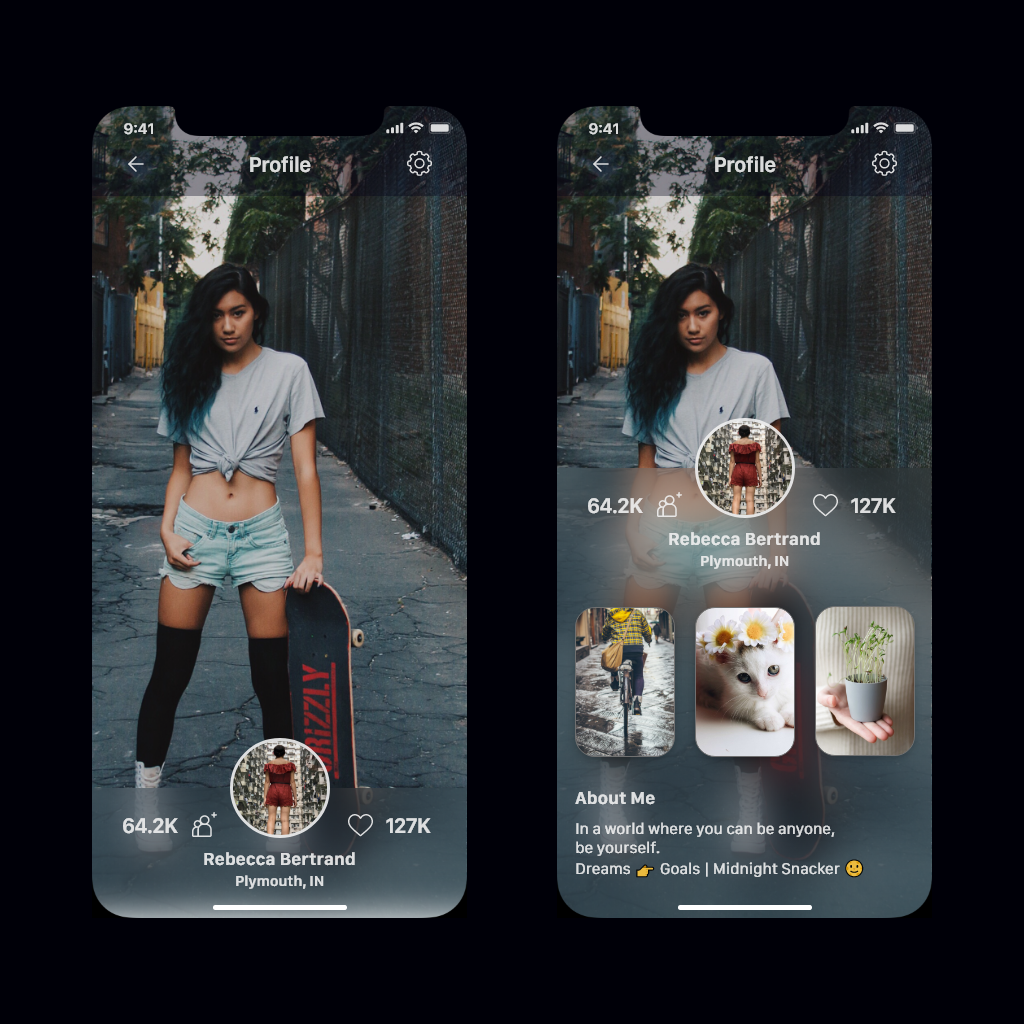 9:41
Profile
GRIZZLY
64.2K 127K
Rebecca Bertrand
Plymouth, IN
9:41
Profile
64.2K 127K
Rebecca Bertrand
Plymouth, IN
About Me
In a world where you can be anyone,
be yourself.
Dreams 👉 Goals | Midnight Snacker 🙂